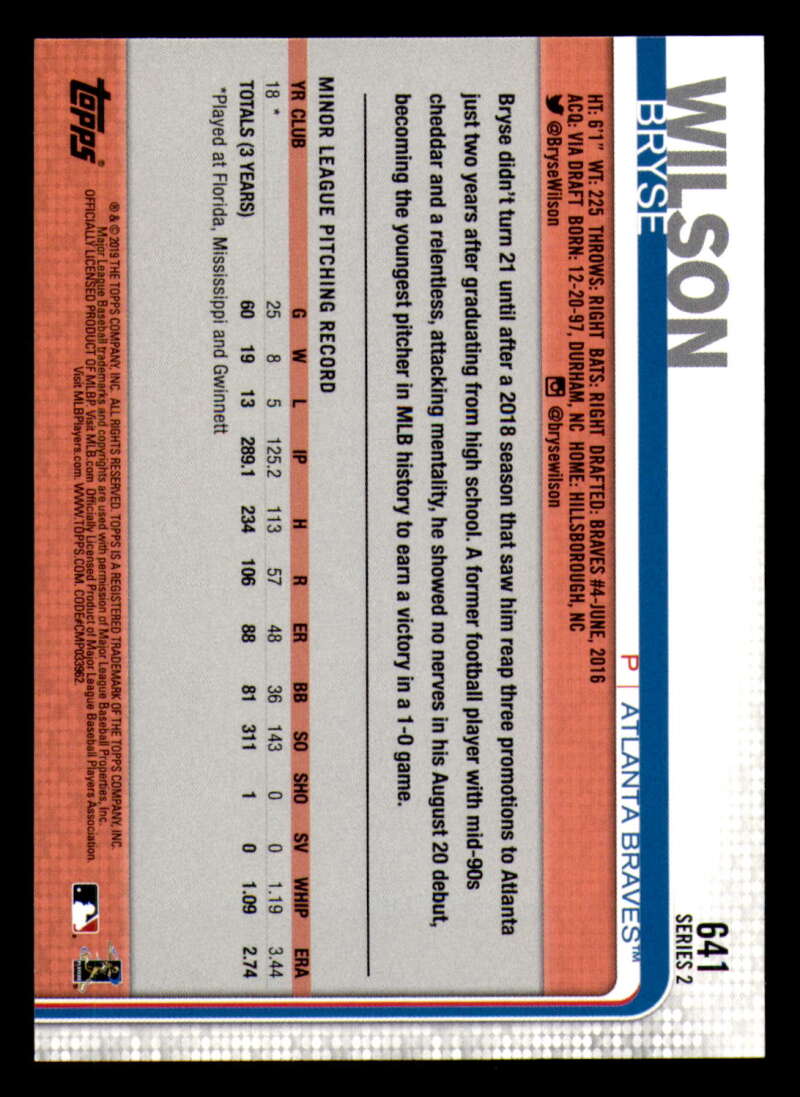 641
SERIES 2
WILSON
BRYSE
P | ATLANTA BRAVES™
HT: 6'1" WT: 225 THROWS: RIGHT BATS: RIGHT DRAFTED: BRAVES #4-JUNE, 2016
ACQ: VIA DRAFT BORN: 12-20-97, DURHAM, NC HOME: HILLSBOROUGH, NC
@BryseWilson @brysewilson
Bryse didn't turn 21 until after a 2018 season that saw him reap three promotions to Atlanta
just two years after graduating from high school. A former football player with mid-90s
cheddar and a relentless, attacking mentality, he showed no nerves in his August 20 debut,
becoming the youngest pitcher in MLB history to earn a victory in a 1-0 game.
MINOR LEAGUE PITCHING RECORD
YR CLUB G W L IP H R ER BB SO SHO SV WHIP ERA
18 * 25 8 5 125.2 113 57 48 36 143 0 0 1.19 3.44
TOTALS (3 YEARS) 60 19 13 289.1 234 106 88 81 311 1 0 1.09 2.74
*Played at Florida, Mississippi and Gwinnett
topps®
® & © 2019 THE TOPPS COMPANY, INC. ALL RIGHTS RESERVED. TOPPS IS A REGISTERED TRADEMARK OF THE TOPPS COMPANY, INC.
Major League Baseball trademarks and copyrights are used with permission of Major League Baseball Properties, Inc.
OFFICIALLY LICENSED PRODUCT OF MLBP. Visit MLB.com Officially Licensed Product of Major League Baseball Players Association.
Visit MLBPlayers.com. WWW.TOPPS.COM. CODE#CMP033962